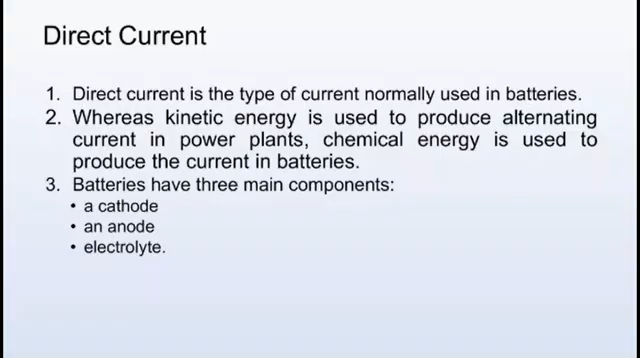 Direct Current
1. Direct current is the type of current normally used in batteries.
2. Whereas kinetic energy is used to produce alternating
current in power plants, chemical energy is used to
produce the current in batteries.
3. Batteries have three main components:
• a cathode
• an anode
• electrolyte.